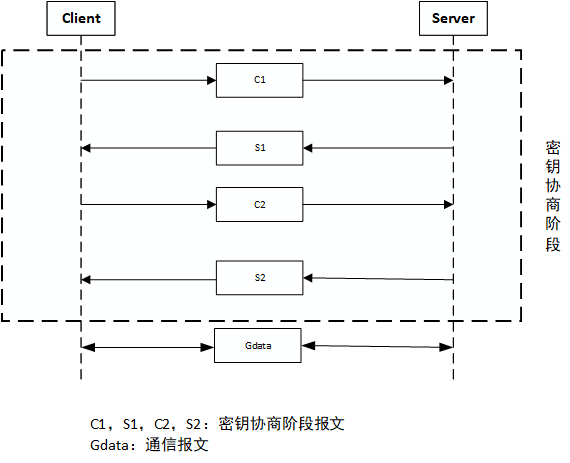 Client
Server
C1
S1
C2
S2
密钥协商阶段
Gdata
C1，S1，C2，S2：密钥协商阶段报文
Gdata：通信报文